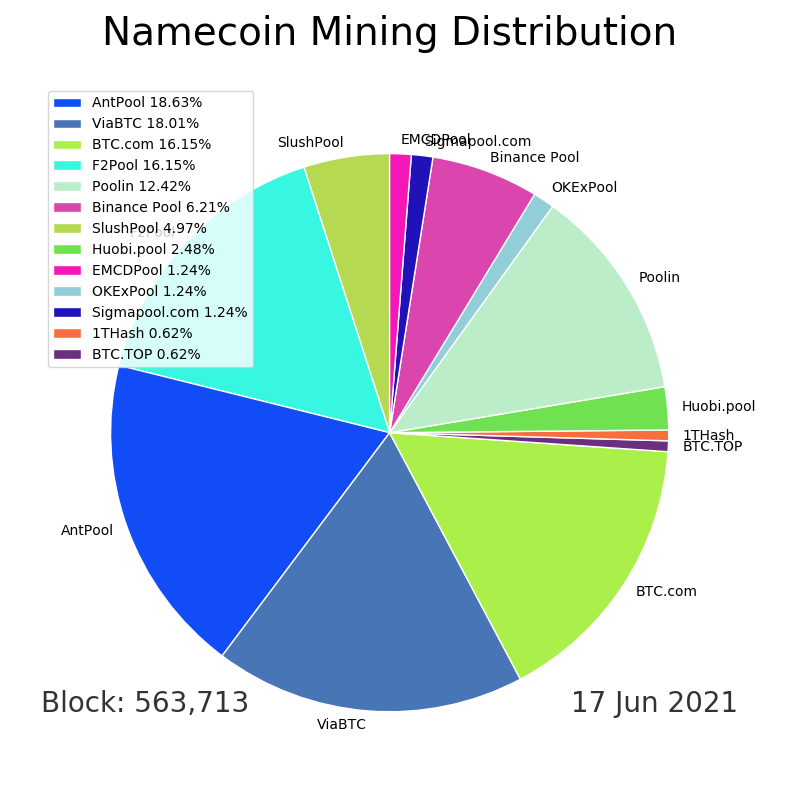 Namecoin Mining Distribution
AntPool 18.63%
ViaBTC 18.01%
BTC.com 16.15%
F2Pool 16.15%
Poolin 12.42%
Binance Pool 6.21%
SlushPool 4.97%
Huobi.pool 2.48%
EMCDPool 1.24%
OKExPool 1.24%
Sigmapool.com 1.24%
1THash 0.62%
BTC.TOP 0.62%
SlushPool
EMCDPool
Sigmapool.com
Binance Pool
OKExPool
F2Pool
Poolin
Huobi.pool
1THash
BTC.TOP
AntPool
BTC.com
ViaBTC
Block: 563,713
17 Jun 2021